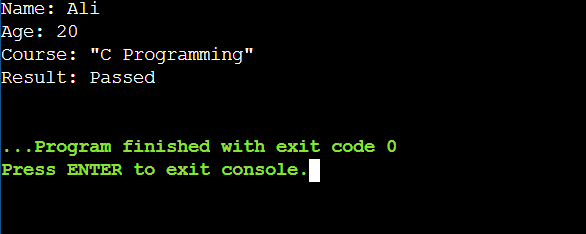 Name: Ali
Age: 20
Course: "C Programming"
Result: Passed
...Program finished with exit code 0
Press ENTER to exit console.